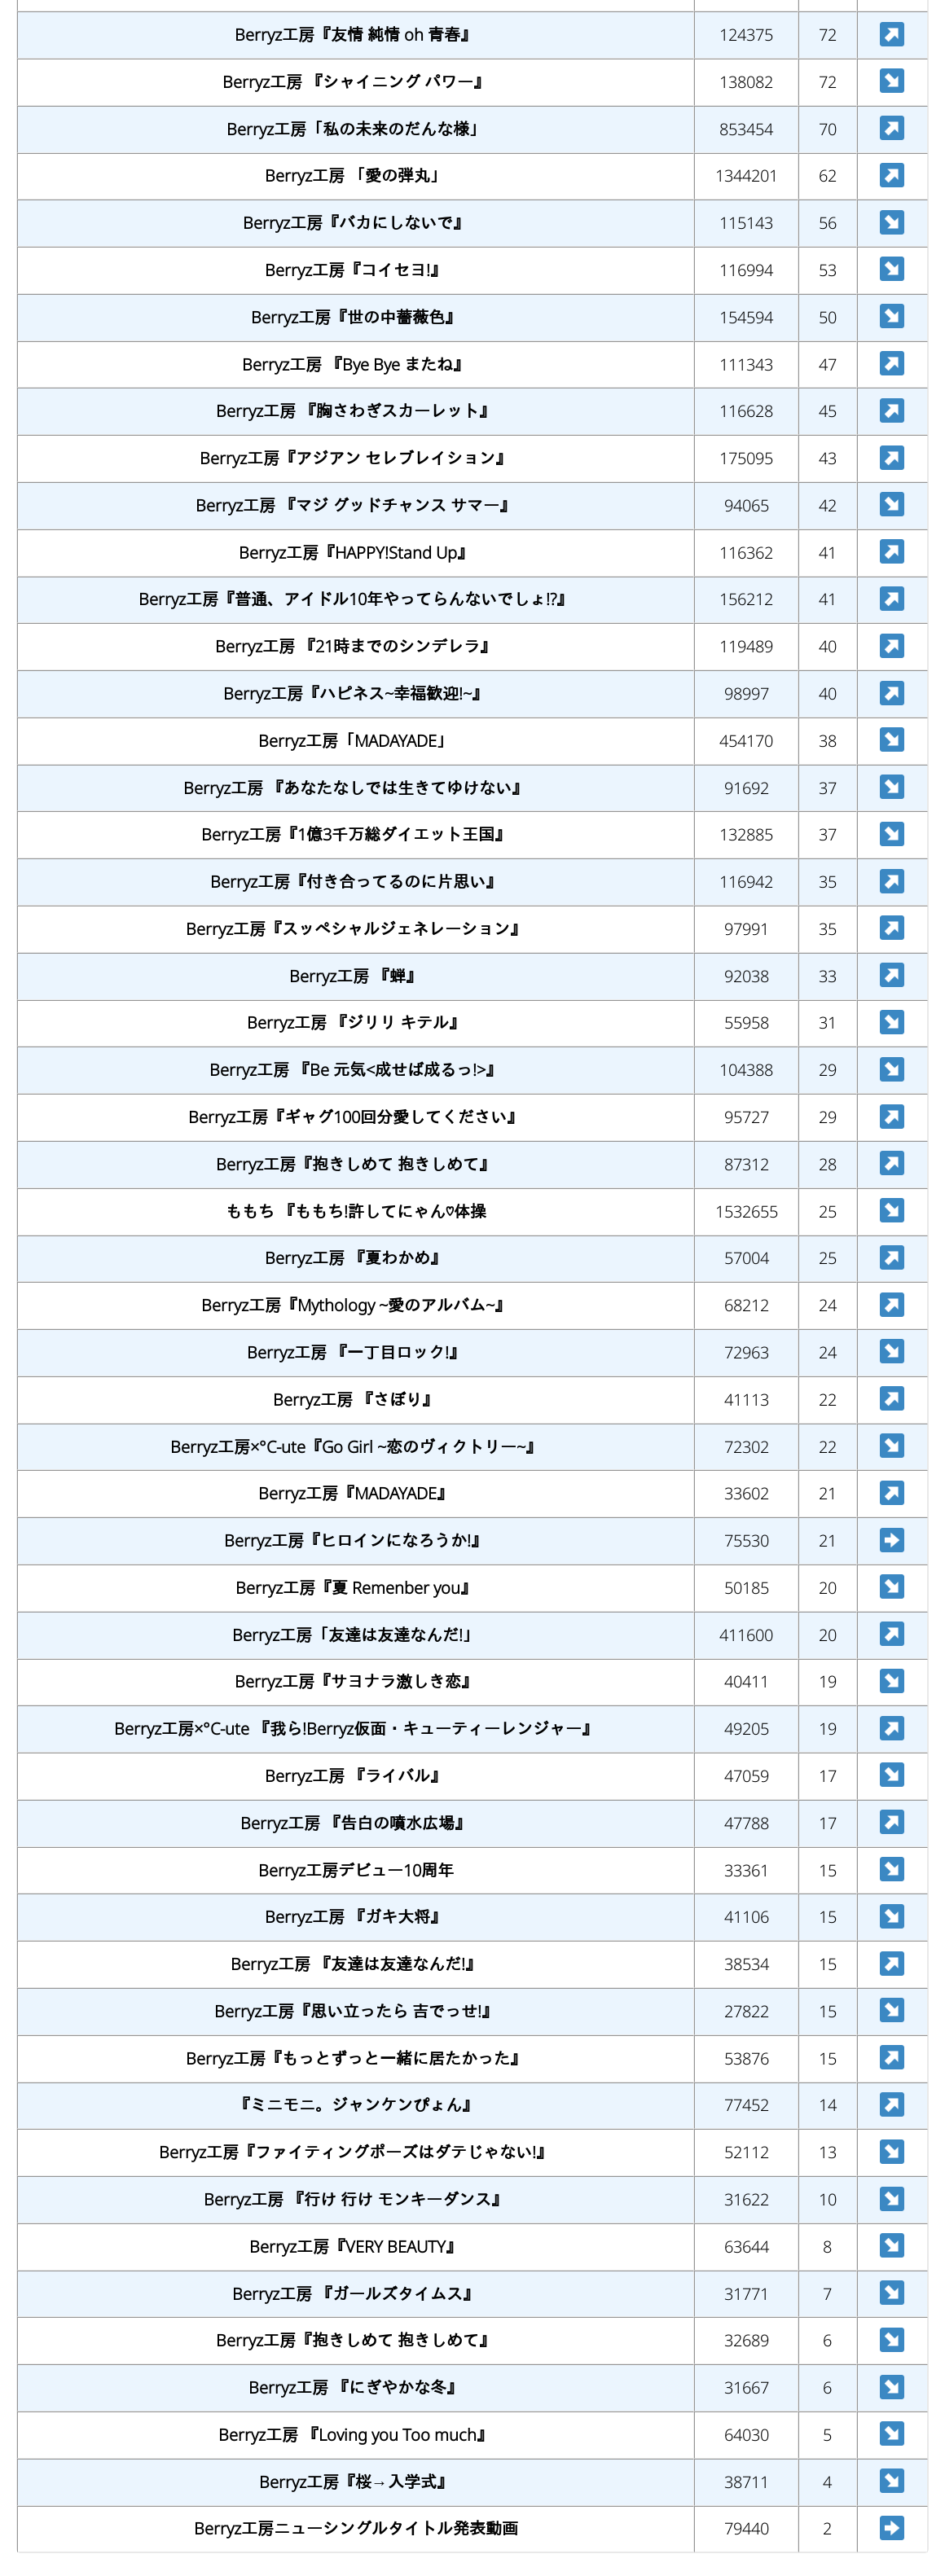 Berryz工房『友情 純情 oh 青春』 124375 72
Berryz工房 『シャイニング パワー』 138082 72
Berryz工房「私の未来のだんな様」 853454 70
Berryz工房 「愛の弾丸」 1344201 62
Berryz工房『バカにしないで』 115143 56
Berryz工房『コイセヨ!』 116994 53
Berryz工房『世の中薔薇色』 154594 50
Berryz工房 『Bye Bye またね』 111343 47
Berryz工房 『胸さわぎスカーレット』 116628 45
Berryz工房『アジアン セレブレイション』 175095 43
Berryz工房 『マジ グッドチャンス サマー』 94065 42
Berryz工房『HAPPY!Stand Up』 116362 41
Berryz工房『普通、アイドル10年やってらんないでしょ!?』 156212 41
Berryz工房 『21時までのシンデレラ』 119489 40
Berryz工房『ハピネス~幸福歓迎!~』 98997 40
Berryz工房「MADAYADE」 454170 38
Berryz工房 『あなたなしでは生きてゆけない』 91692 37
Berryz工房『1億3千万総ダイエット王国』 132885 37
Berryz工房『付き合ってるのに片思い』 116942 35
Berryz工房『スッペシャルジェネレーション』 97991 35
Berryz工房 『蝉』 92038 33
Berryz工房 『ジリリ キテル』 55958 31
Berryz工房 『Be 元気<成せば成るっ!>』 104388 29
Berryz工房『ギャグ100回分愛してください』 95727 29
Berryz工房『抱きしめて 抱きしめて』 87312 28
ももち 『ももち!許してにゃん♡体操 1532655 25
Berryz工房 『夏わかめ』 57004 25
Berryz工房『Mythology ~愛のアルバム~』 68212 24
Berryz工房 『一丁目ロック!』 72963 24
Berryz工房 『さぼり』 41113 22
Berryz工房×°C-ute『Go Girl ~恋のヴィクトリー~』 72302 22
Berryz工房『MADAYADE』 33602 21
Berryz工房『ヒロインになろうか!』 75530 21
Berryz工房『夏 Remenber you』 50185 20
Berryz工房「友達は友達なんだ!」 411600 20
Berryz工房『サヨナラ激しき恋』 40411 19
Berryz工房×°C-ute 『我ら!Berryz仮面・キューティーレンジャー』 49205 19
Berryz工房 『ライバル』 47059 17
Berryz工房 『告白の噴水広場』 47788 17
Berryz工房デビュー10周年 33361 15
Berryz工房 『ガキ大将』 41106 15
Berryz工房 『友達は友達なんだ!』 38534 15
Berryz工房『思い立ったら 吉でっせ!』 27822 15
Berryz工房『もっとずっと一緒に居たかった』 53876 15
『ミニモニ。ジャンケンぴょん』 77452 14
Berryz工房『ファイティングポーズはダテじゃない!』 52112 13
Berryz工房 『行け 行け モンキーダンス』 31622 10
Berryz工房『VERY BEAUTY』 63644 8
Berryz工房 『ガールズタイムス』 31771 7
Berryz工房『抱きしめて 抱きしめて』 32689 6
Berryz工房 『にぎやかな冬』 31667 6
Berryz工房 『Loving you Too much』 64030 5
Berryz工房『桜→入学式』 38711 4
Berryz工房ニューシングルタイトル発表動画 79440 2